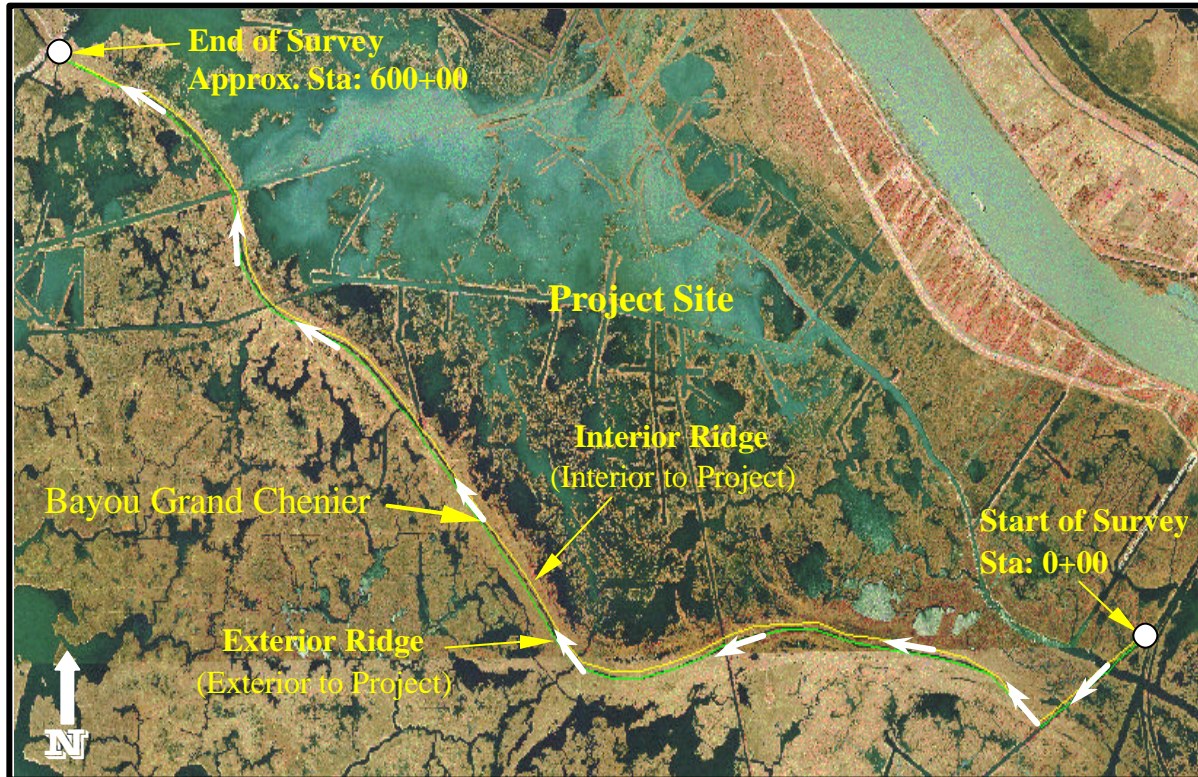 End of Survey
Approx. Sta: 600+00
Project Site
Interior Ridge
(Interior to Project)
Bayou Grand Chenier
Start of Survey
Sta: 0+00
Exterior Ridge
(Exterior to Project)
N